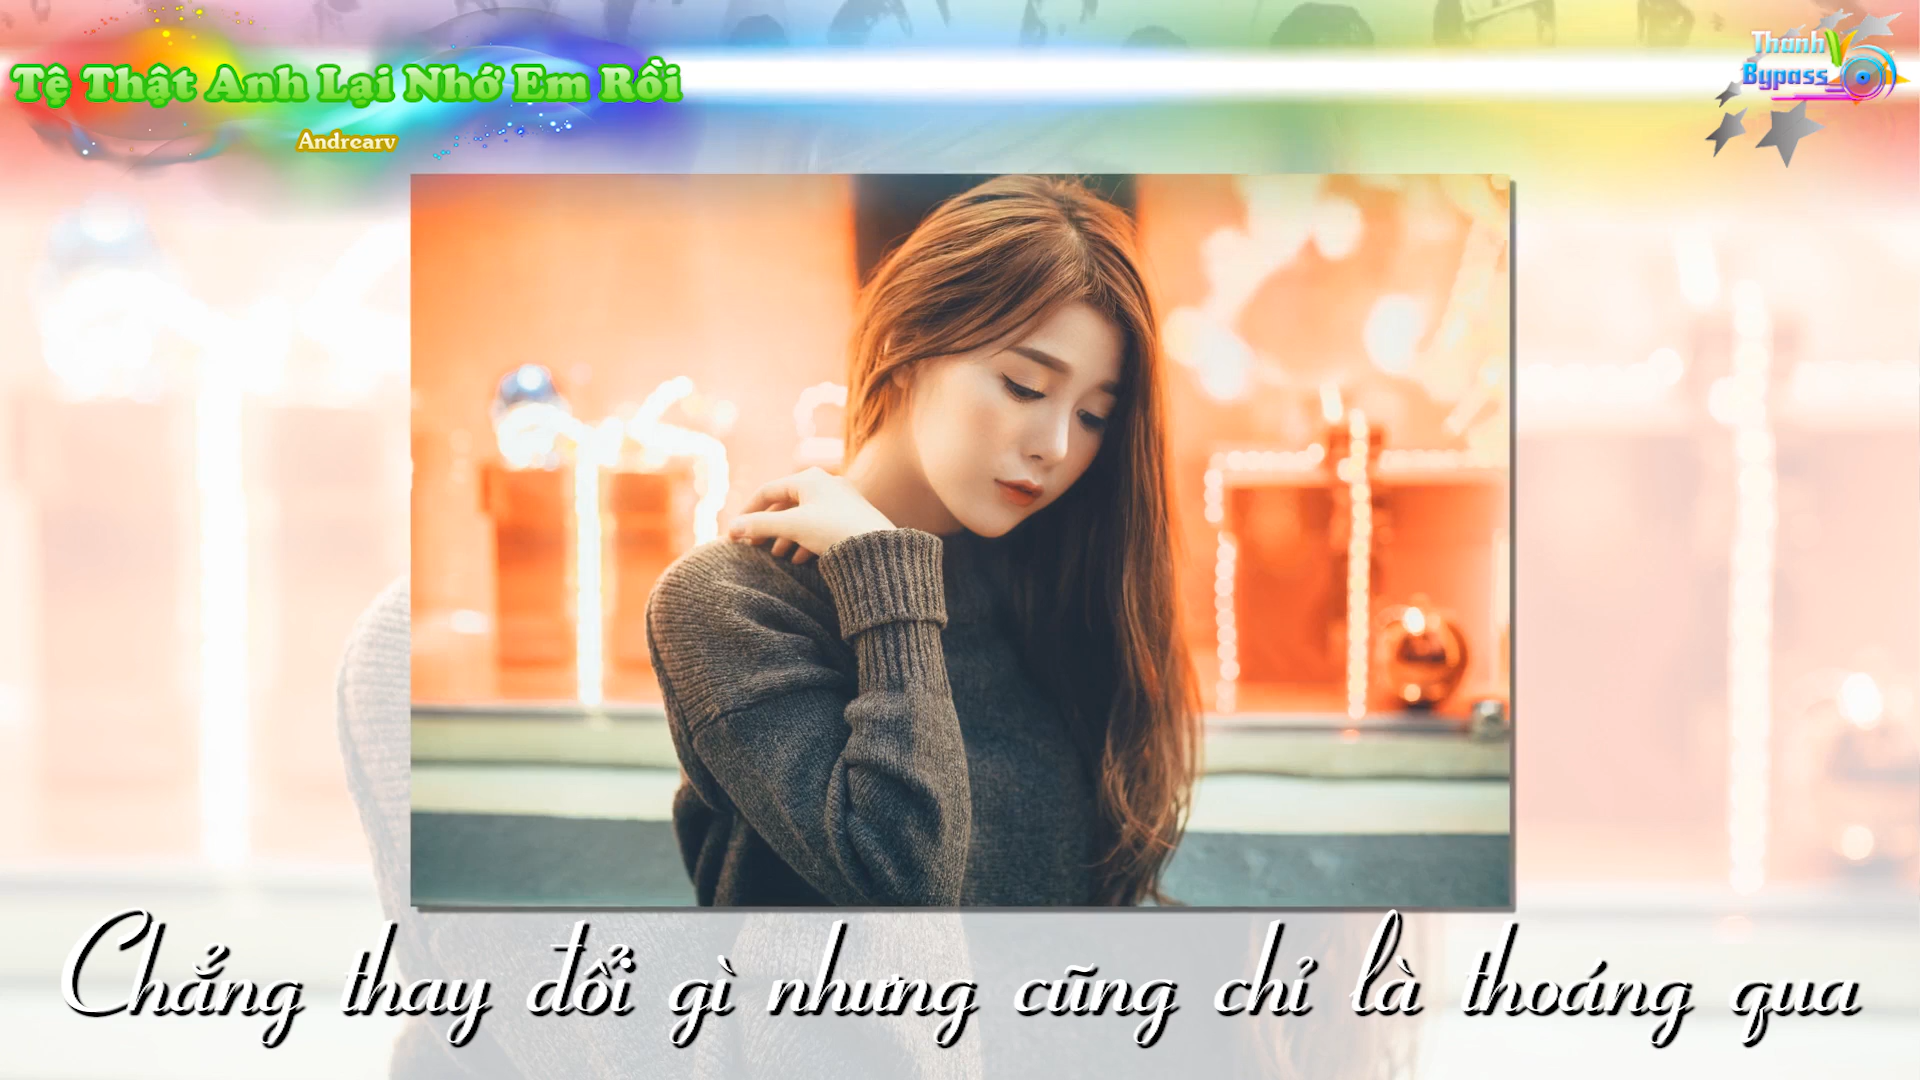 Tệ Thật Anh Lại Nhớ Em Rồi
Andrearv
Thanh V
Bypass
Chẳng thay đổi gì nhưng cũng chỉ là thoáng qua